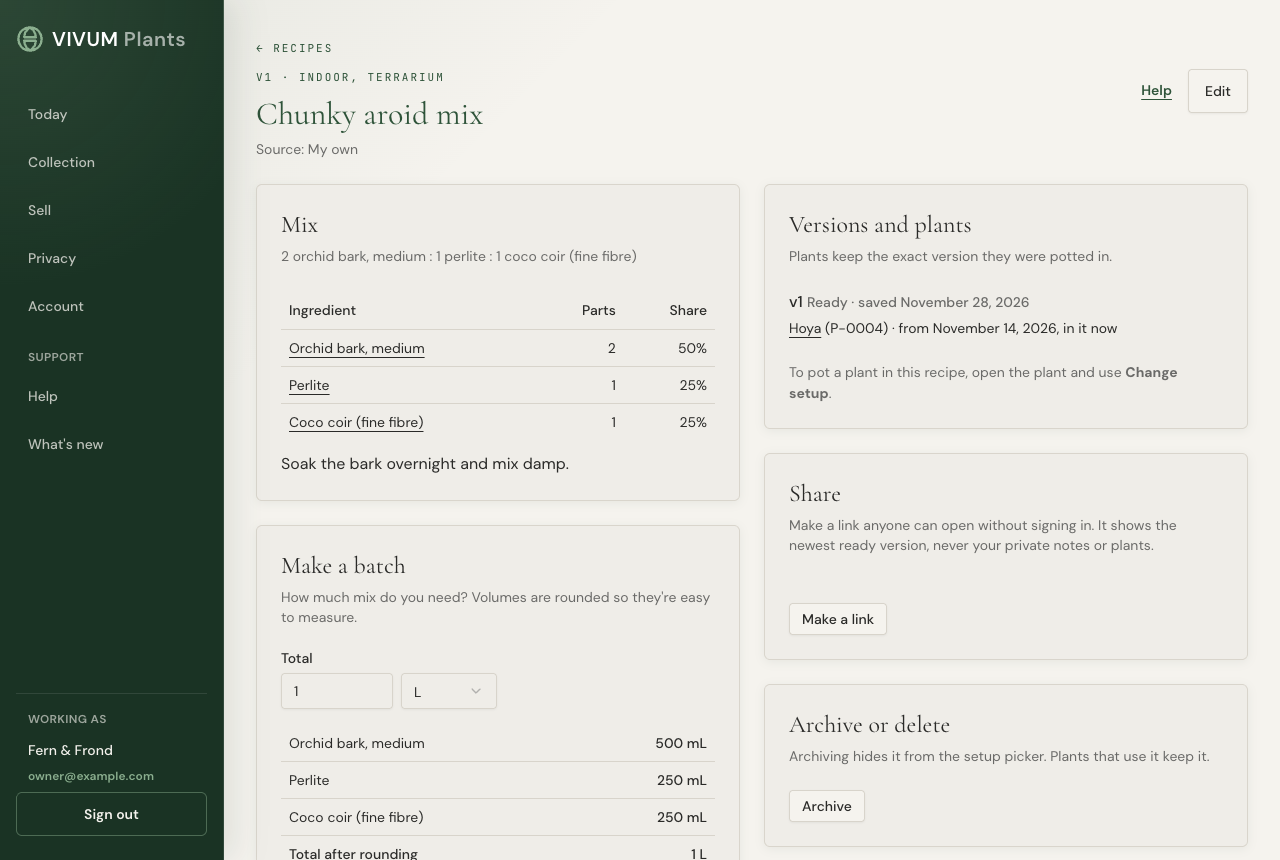 VIVUM Plants
Today
Collection
Sell
Privacy
Account
SUPPORT
Help
What's new
WORKING AS
Fern & Frond
owner@example.com
Sign out
← RECIPES
V1 · INDOOR, TERRARIUM
Chunky aroid mix
Source: My own
Help
Edit
Mix
2 orchid bark, medium : 1 perlite : 1 coco coir (fine fibre)
Ingredient Parts Share
Orchid bark, medium 2 50%
Perlite 1 25%
Coco coir (fine fibre) 1 25%
Soak the bark overnight and mix damp.
Make a batch
How much mix do you need? Volumes are rounded so they're easy
to measure.
Total
1 L
Orchid bark, medium 500 mL
Perlite 250 mL
Coco coir (fine fibre) 250 mL
Total after rounding 1 L
Versions and plants
Plants keep the exact version they were potted in.
v1 Ready · saved November 28, 2026
Hoya (P-0004) · from November 14, 2026, in it now
To pot a plant in this recipe, open the plant and use Change
setup.
Share
Make a link anyone can open without signing in. It shows the
newest ready version, never your private notes or plants.
Make a link
Archive or delete
Archiving hides it from the setup picker. Plants that use it keep it.
Archive